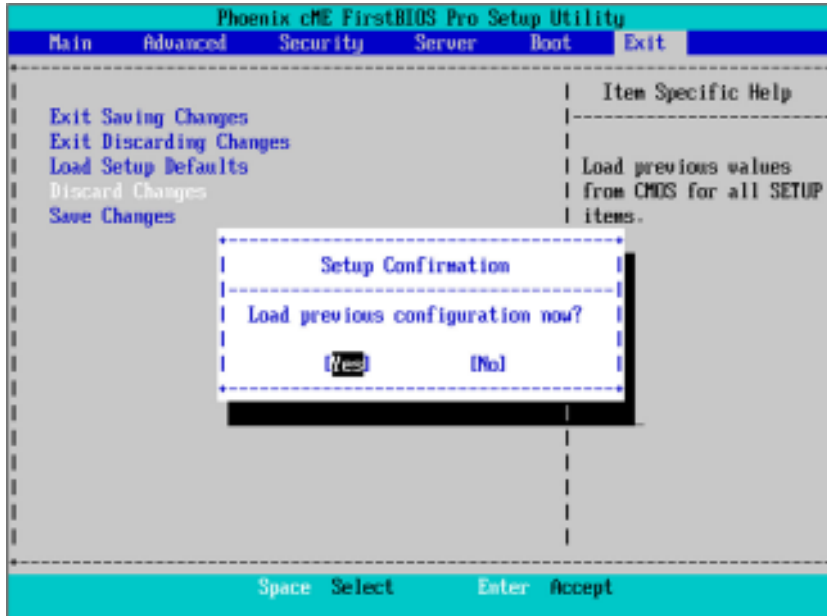 Phoenix cME FirstBIOS Pro Setup Utility
Main Advanced Security Server Boot Exit
Item Specific Help
Exit Saving Changes
Exit Discarding Changes
Load Setup Defaults
Discard Changes
Save Changes
Load previous values
from CMOS for all SETUP
items.
Setup Confirmation
Load previous configuration now?
[Yes] [No]
Space Select Enter Accept